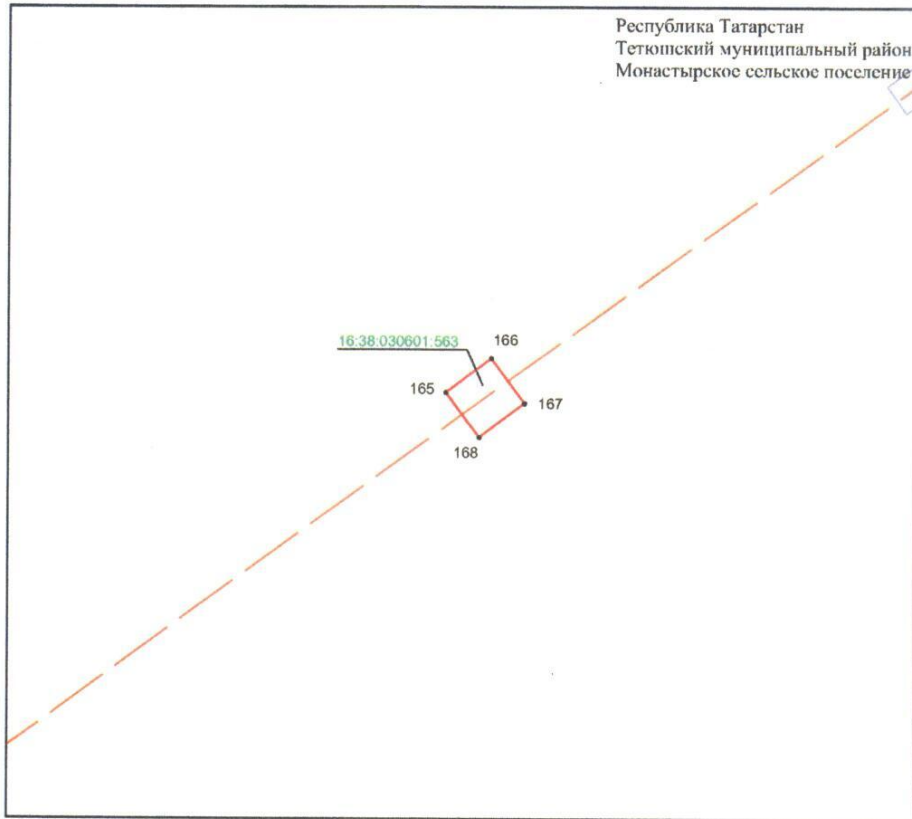 Республика Татарстан
Тетюшский муниципальный район
Монастырское сельское поселение
16:38:030601:563
166
165
167
168